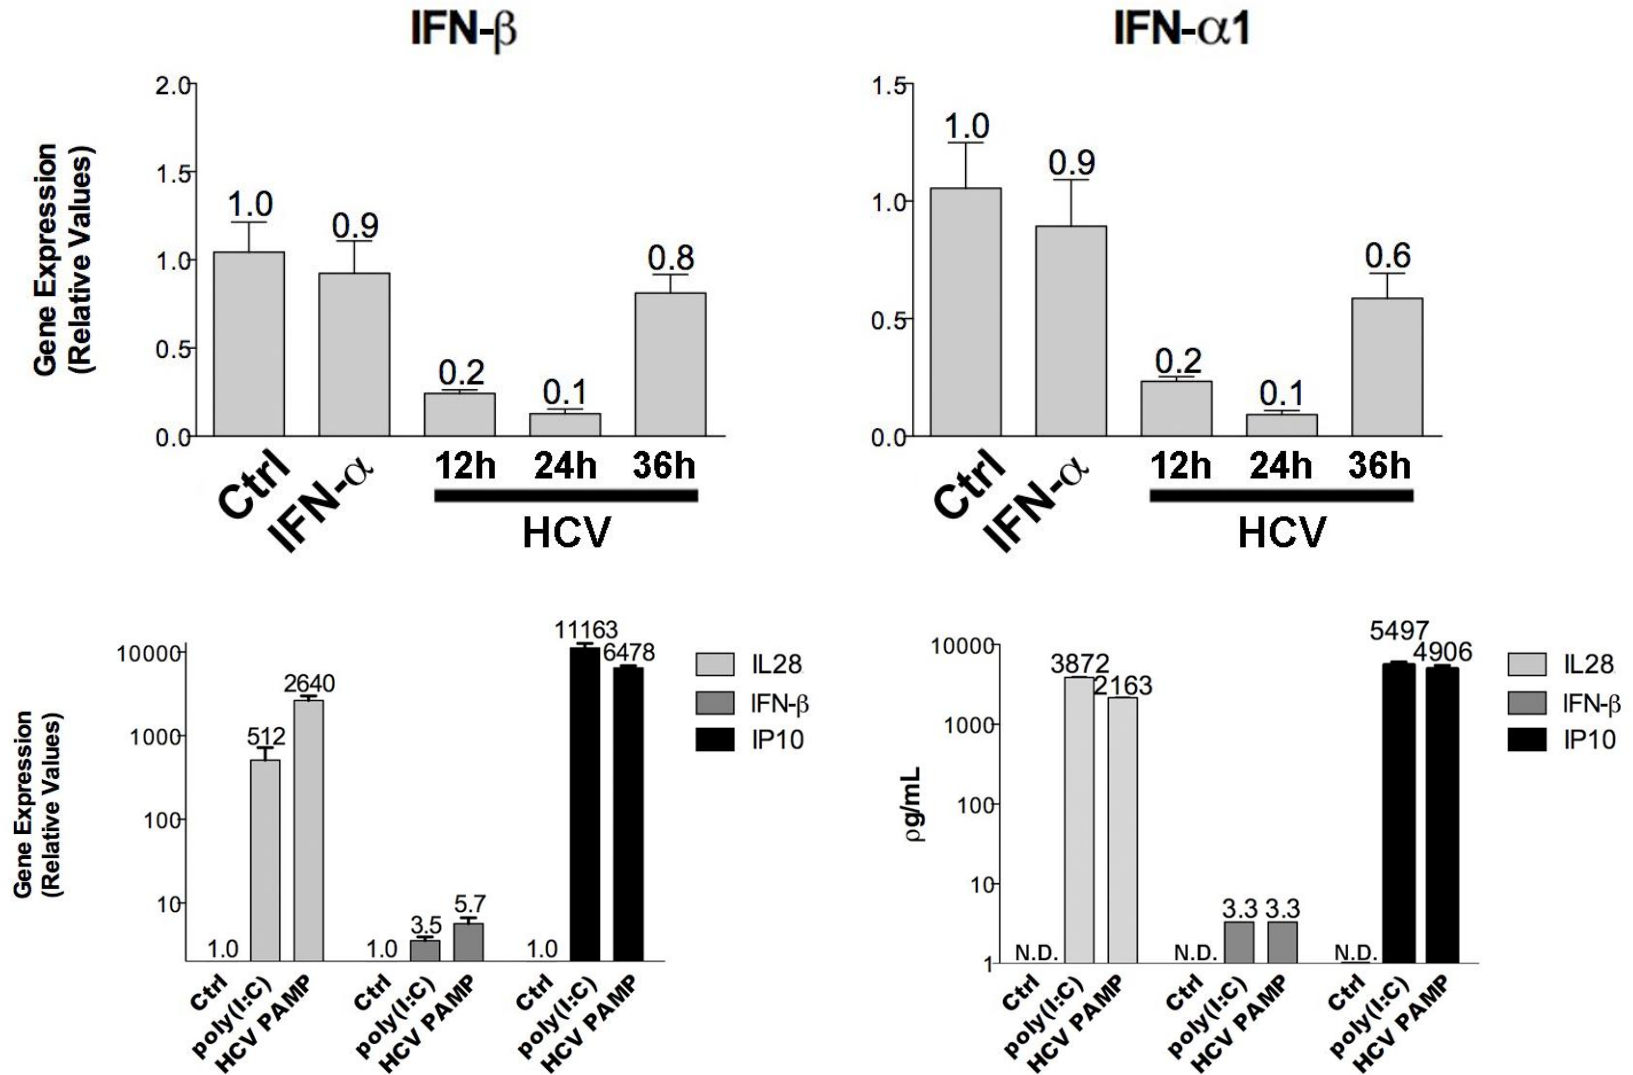 IFN-β
IFN-α1
Gene Expression
(Relative Values)
2.0
1.5
1.0
0.5
0.0
1.0
0.9
0.2
0.1
0.8
Ctrl
IFN-α
12h 24h 36h
HCV
1.5
1.0
0.5
0.0
1.0
0.9
0.2
0.1
0.6
Ctrl
IFN-α
12h 24h 36h
HCV
Gene Expression
(Relative Values)
10000
1000
100
10
1.0
512
2640
1.0
3.5
5.7
1.0
11163
6478
Ctrl
poly(I:C)
HCV PAMP
Ctrl
poly(I:C)
HCV PAMP
Ctrl
poly(I:C)
HCV PAMP
IL28
IFN-β
IP10
ρg/mL
10000
1000
100
10
1
N.D.
3872
2163
N.D.
3.3
3.3
N.D.
5497
4906
Ctrl
poly(I:C)
HCV PAMP
Ctrl
poly(I:C)
HCV PAMP
Ctrl
poly(I:C)
HCV PAMP
IL28
IFN-β
IP10